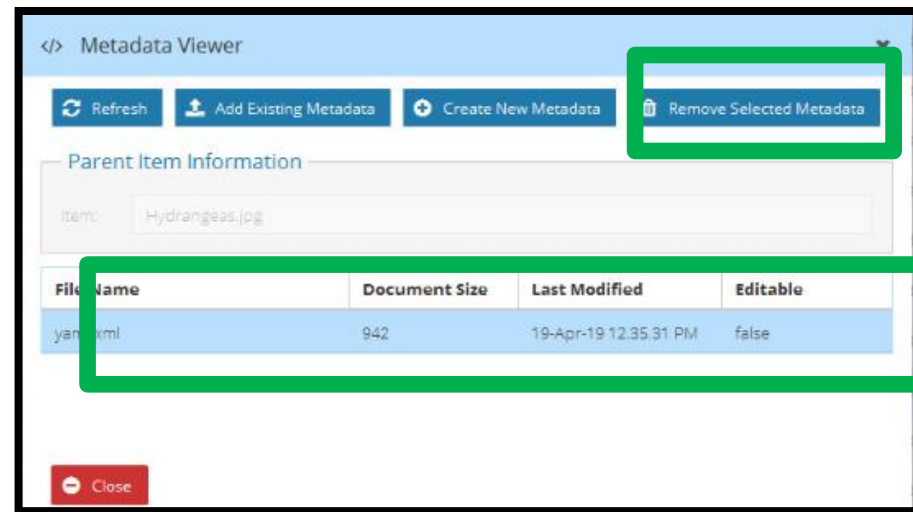 </> Metadata Viewer
Refresh Add Existing Metadata Create New Metadata Remove Selected Metadata
Parent Item Information
Item: Hydrangeas.jpg
File Name Document Size Last Modified Editable
942 19-Apr-19 12.35.31 PM false
Close